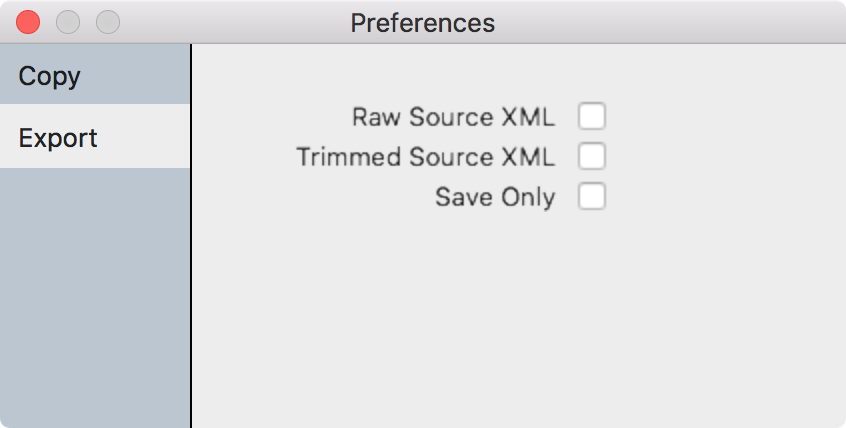 Preferences
Copy
Export
Raw Source XML
Trimmed Source XML
Save Only